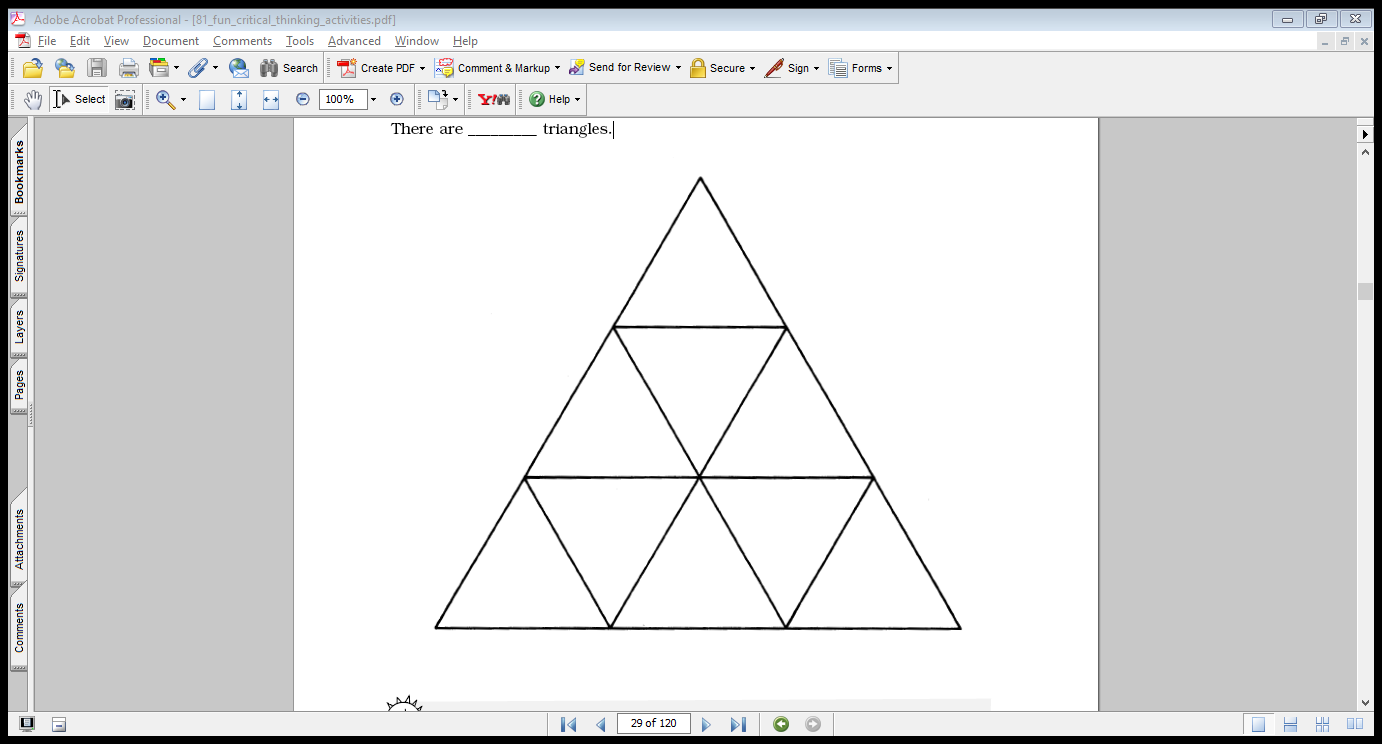 Adobe Acrobat Professional - [81_fun_critical_thinking_activities.pdf]
File Edit View Document Comments Tools Advanced Window Help
Search Create PDF Comment & Markup Send for Review Secure Sign Forms
Select 100% Y! Help
There are _________ triangles.
Bookmarks
Signatures
Layers
Pages
Attachments
Comments
29 of 120